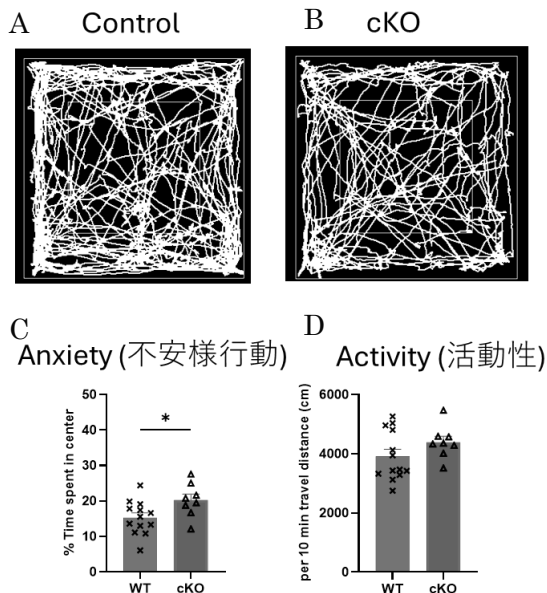 A Control
B cKO
C
Anxiety (不安様行動)
% Time spent in center
50
40
30
20
10
0
*
WT cKO
D
Activity (活動性)
per 10 min travel distance (cm)
6000
4000
2000
0
WT cKO